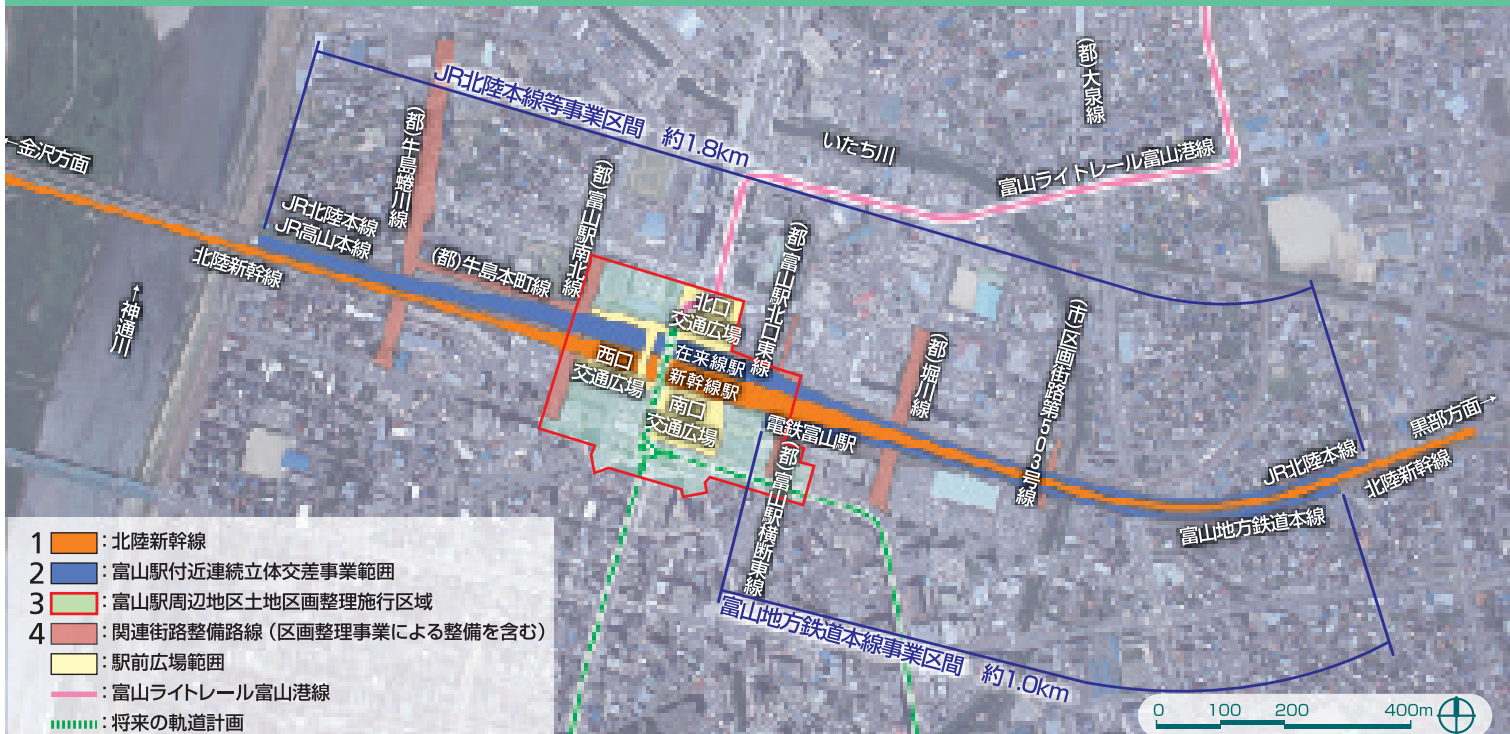 JR北陸本線等事業区間 約1.8km
(都)大泉線
いたち川
富山ライトレール富山港線
←金沢方面
(都)牛島蜷川線
(都)富山駅南北線
JR北陸本線
JR高山本線
北陸新幹線
(都)牛島本町線
(都)富山駅北口東線
←神通川
北口
交通広場
(都)堀川線
(市)区画街路第503号線
在来線駅
西口
交通広場
新幹線駅
南口
交通広場
電鉄富山駅
(都)富山駅横断東線
黒部方面→
JR北陸本線
北陸新幹線
富山地方鉄道本線
富山地方鉄道本線事業区間 約1.0km
1 :北陸新幹線
2 :富山駅付近連続立体交差事業範囲
3 :富山駅周辺地区土地区画整理施行区域
4 :関連街路整備路線(区画整理事業による整備を含む)
:駅前広場範囲
:富山ライトレール富山港線
:将来の軌道計画
0 100 200 400m